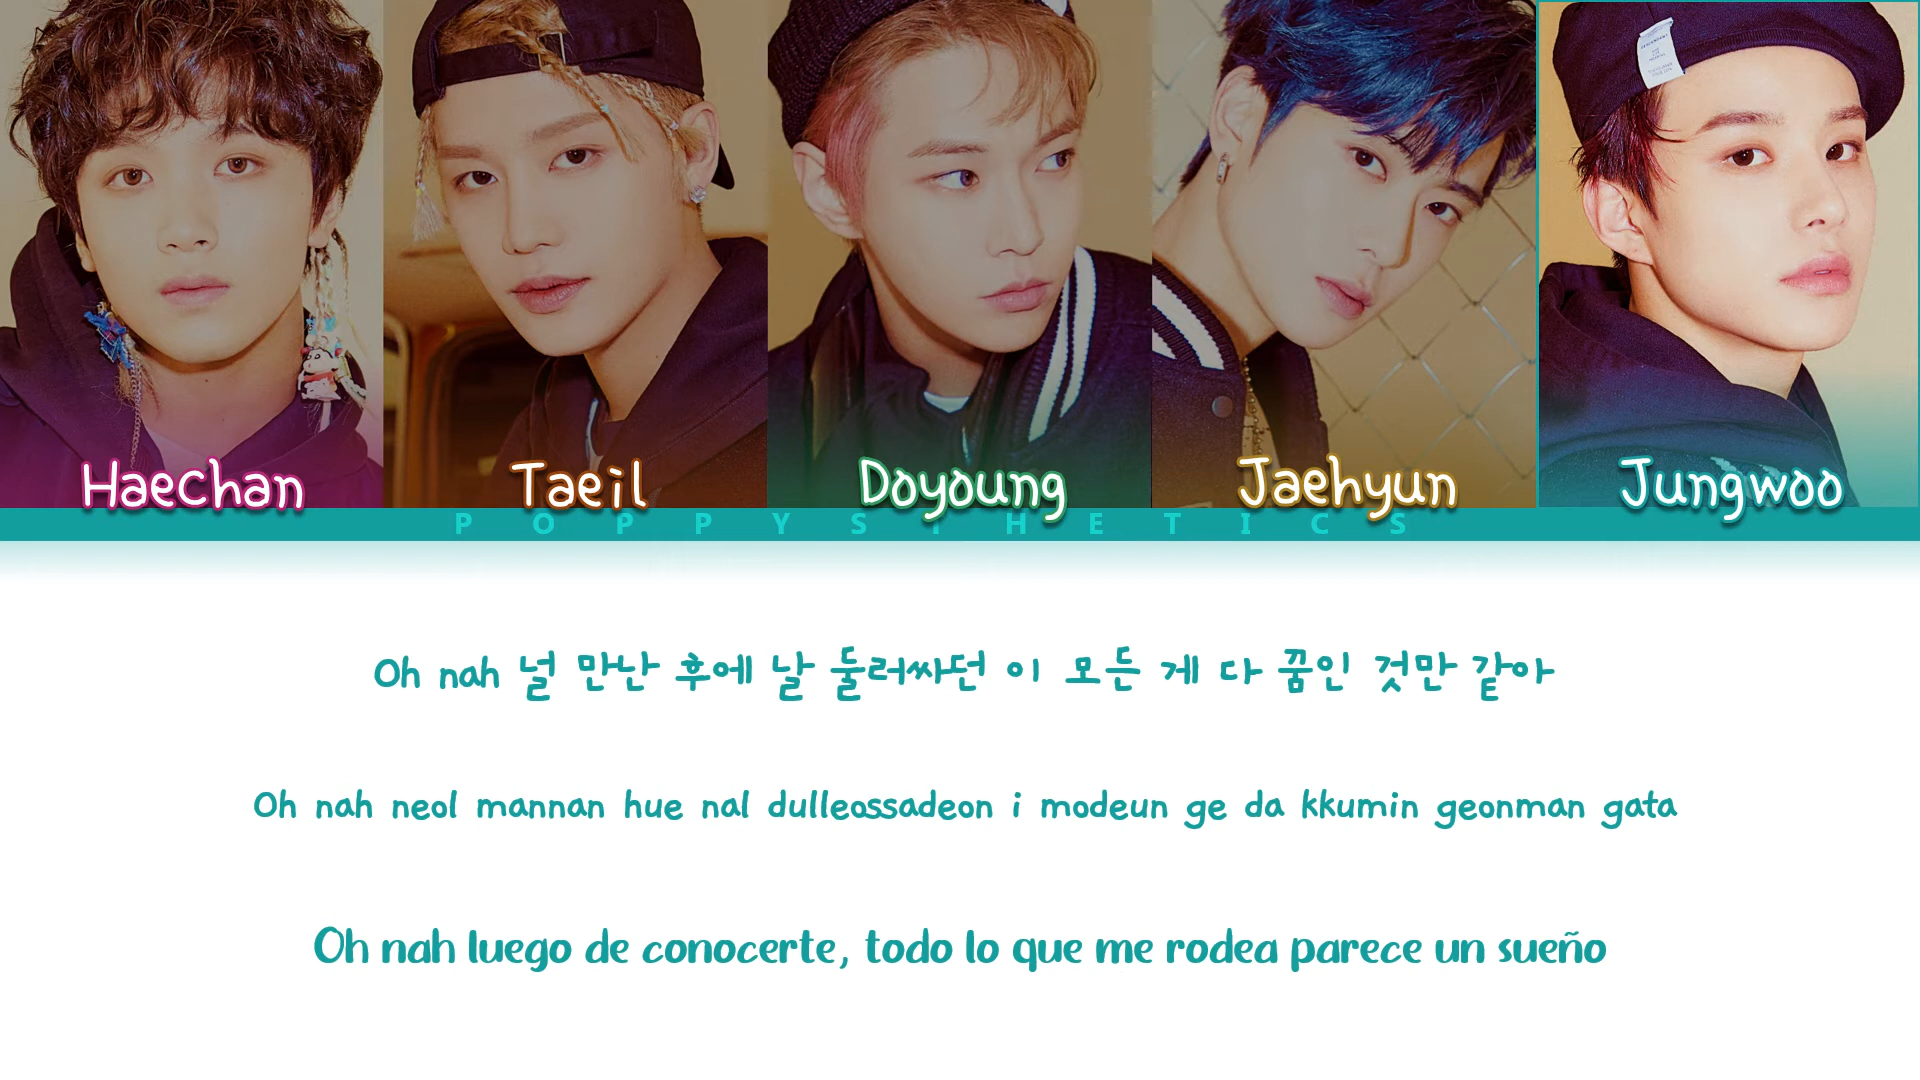 Haechan Taeil Doyoung Jaehyun Jungwoo
POPPYSTHETICS
Oh nah 널 만난 후에 날 둘러싸던 이 모든 게 다 꿈인 것만 같아
Oh nah neol mannan hue nal dulleossadeon i modeun ge da kkumin geonman gata
Oh nah luego de conocerte, todo lo que me rodea parece un sueño